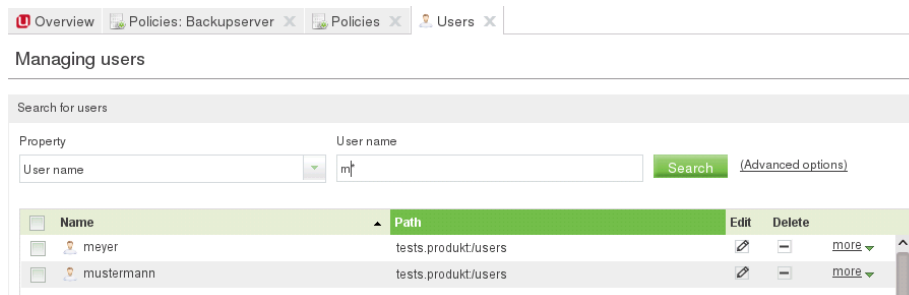 Overview Policies: Backupserver Policies Users
Managing users
Search for users
Property User name
User name m* Search (Advanced options)
Name Path Edit Delete
meyer tests.produkt:/users more
mustermann tests.produkt:/users more